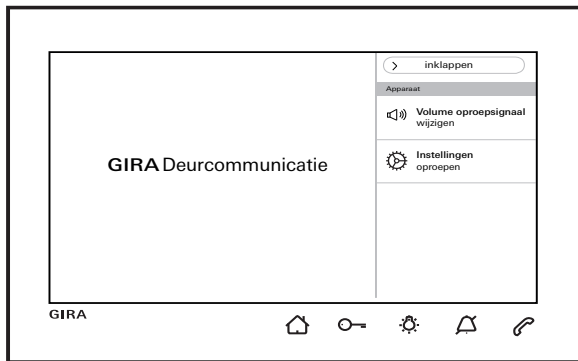 inklappen
Apparaat
Volume oproepsignaal
wijzigen
GIRA Deurcommunicatie
Instellingen
oproepen
GIRA